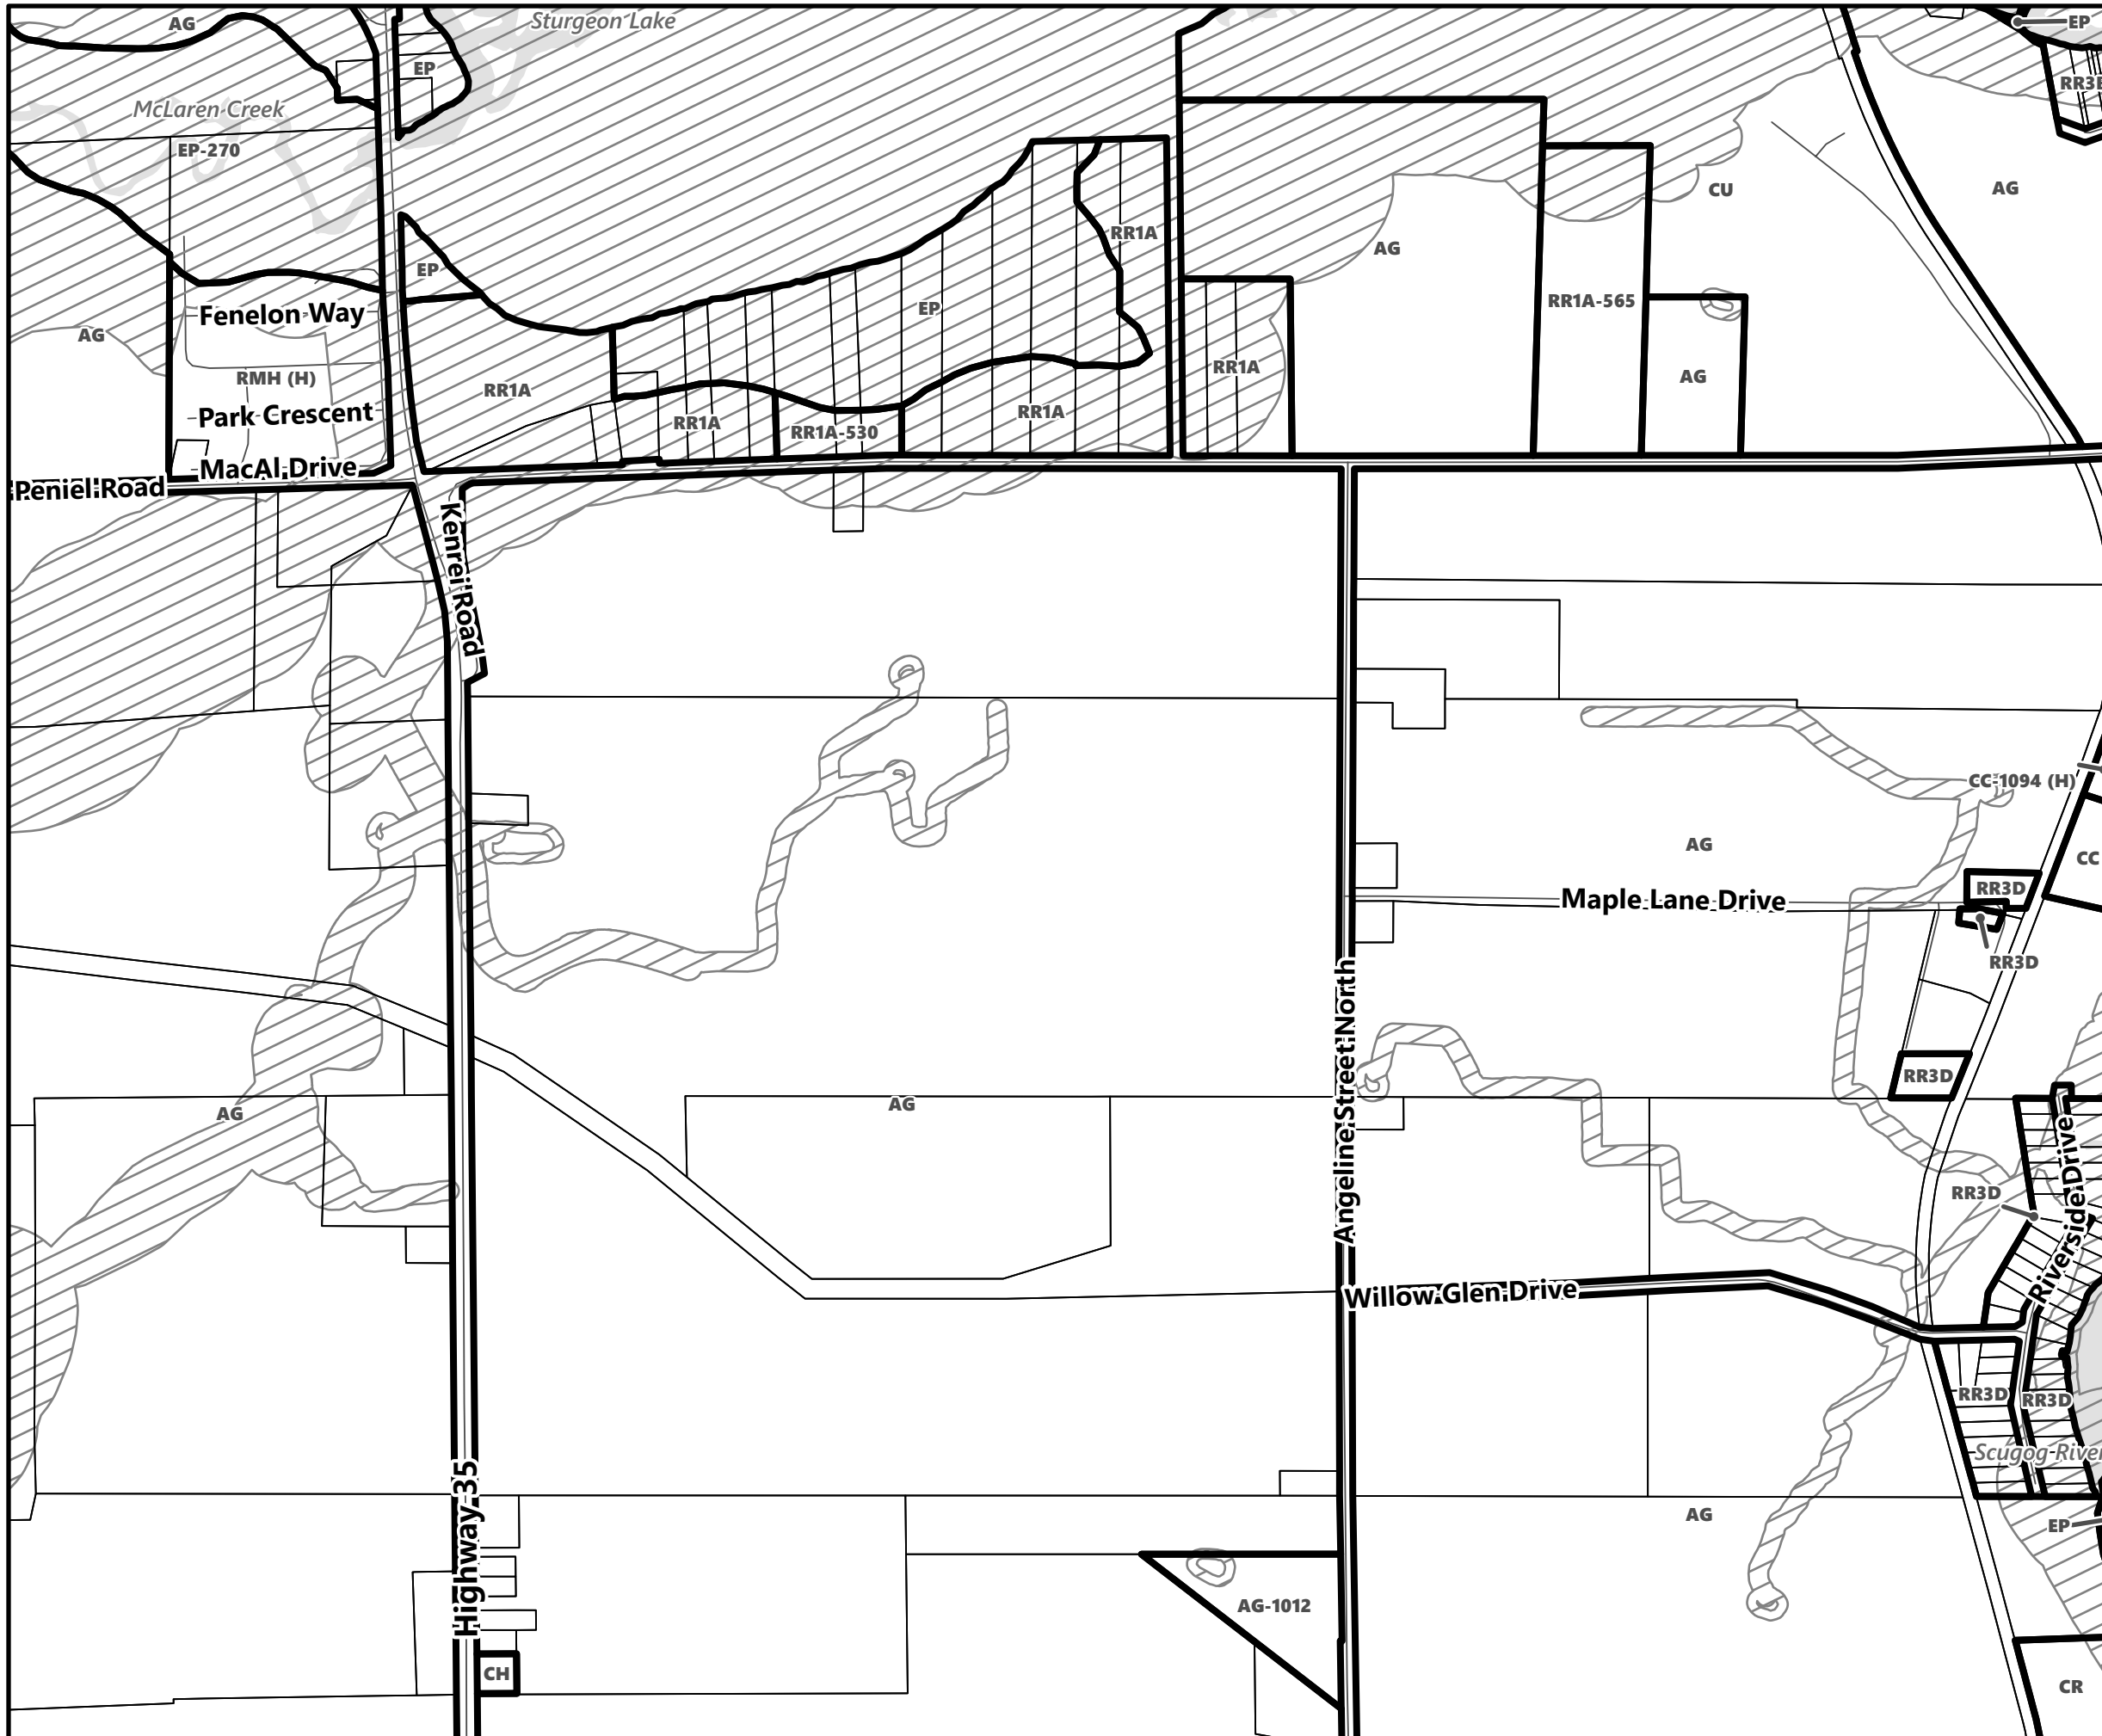 AG
Sturgeon Lake
EP
EP
McLaren Creek
RR3E
EP-270
AG
CU
RR1A
AG
EP
RR1A-565
EP
Fenelon Way
AG
RR1A
AG
RMH (H)
RR1A
RR1A
Park Crescent
RR1A
RR1A-530
MacAl Drive
Peniel Road
Kenrei Road
CC-1094 (H)
AG
CC
RR3D
Maple Lane Drive
RR3D
Angeline Street North
RR3D
AG
AG
Riverside Drive
RR3D
Willow Glen Drive
RR3D
RR3D
Scugog River
Highway 35
AG
EP
AG-1012
CH
CR